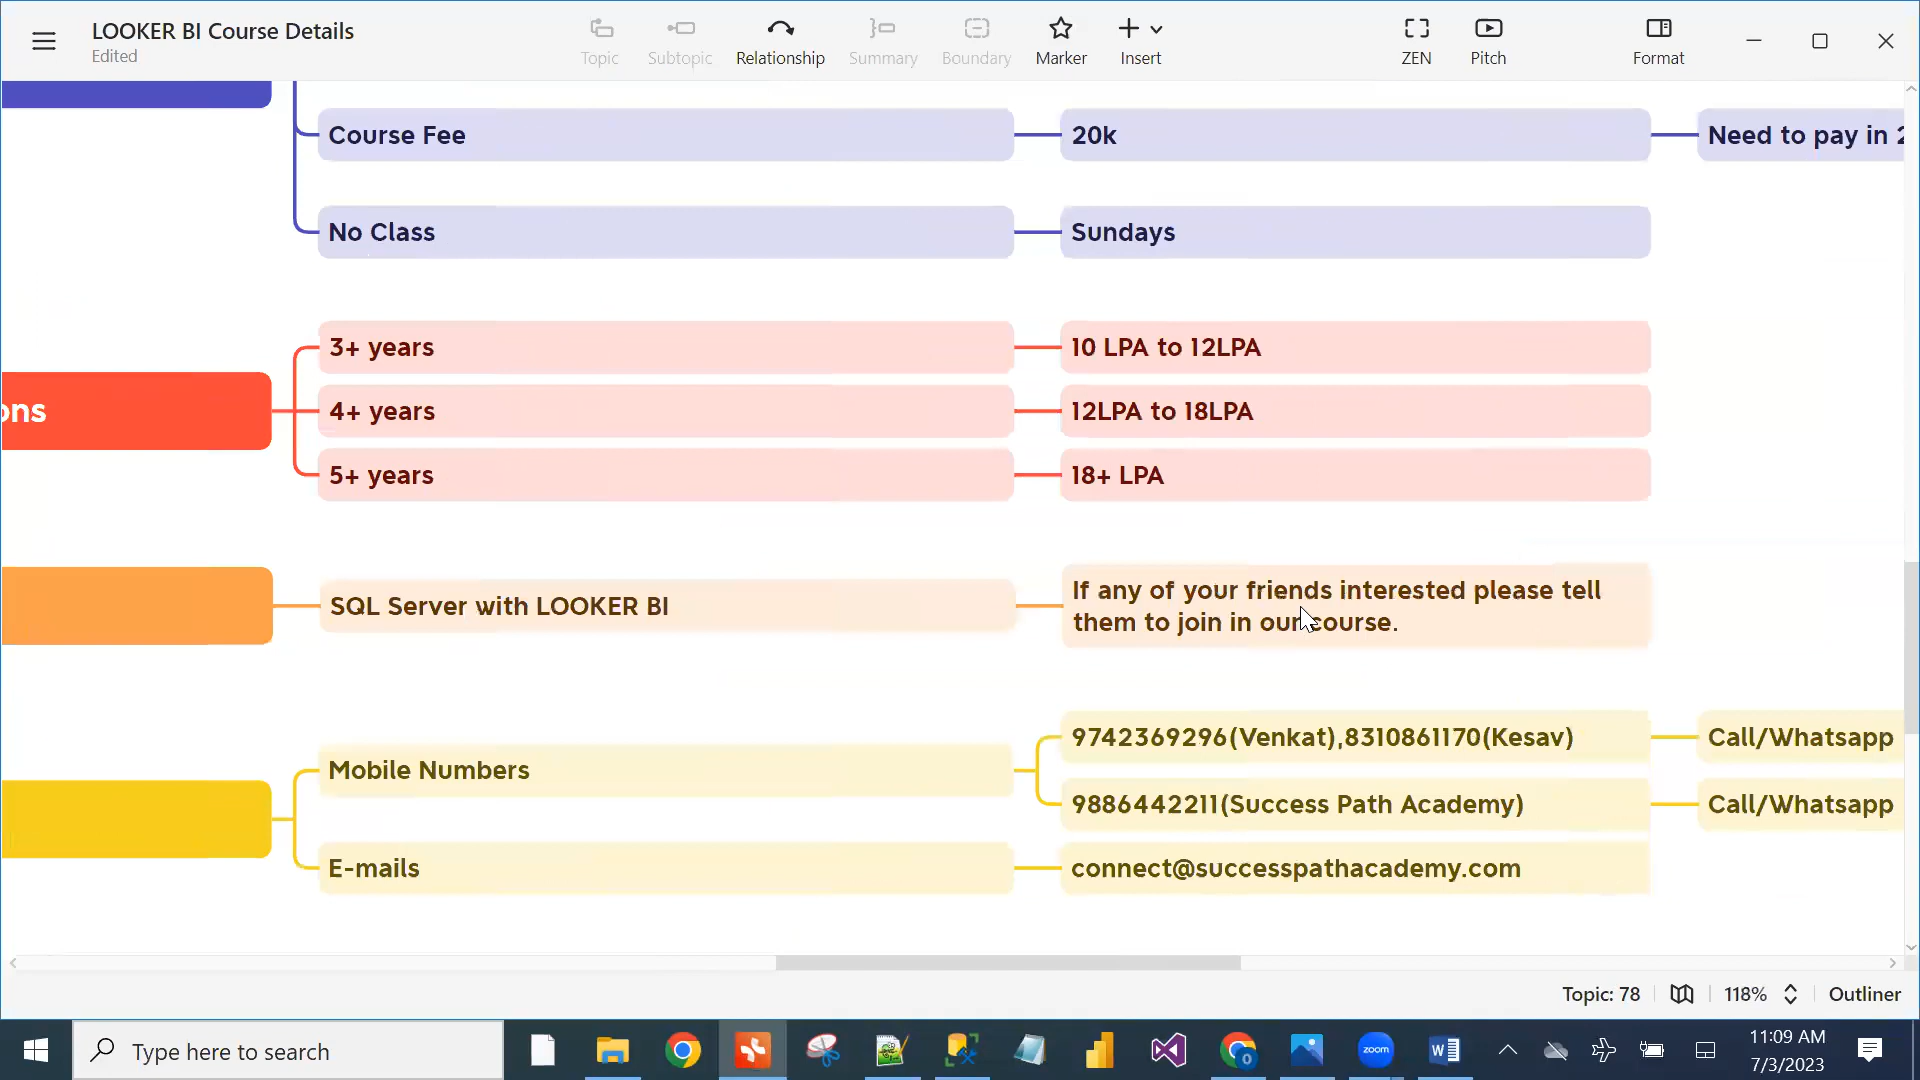 LOOKER BI Course Details
Edited
Topic
Subtopic
Relationship
Summary
Boundary
Marker
Insert
ZEN
Pitch
Format
Course Fee
20k
Need to pay in 2
No Class
Sundays
3+ years
10 LPA to 12LPA
ons
4+ years
12LPA to 18LPA
5+ years
18+ LPA
SQL Server with LOOKER BI
If any of your friends interested please tell
them to join in our course.
Mobile Numbers
9742369296(Venkat),8310861170(Kesav)
Call/Whatsapp
9886442211(Success Path Academy)
Call/Whatsapp
E-mails
connect@successpathacademy.com
Topic: 78
118%
Outliner
Type here to search
zoom
11:09 AM
7/3/2023